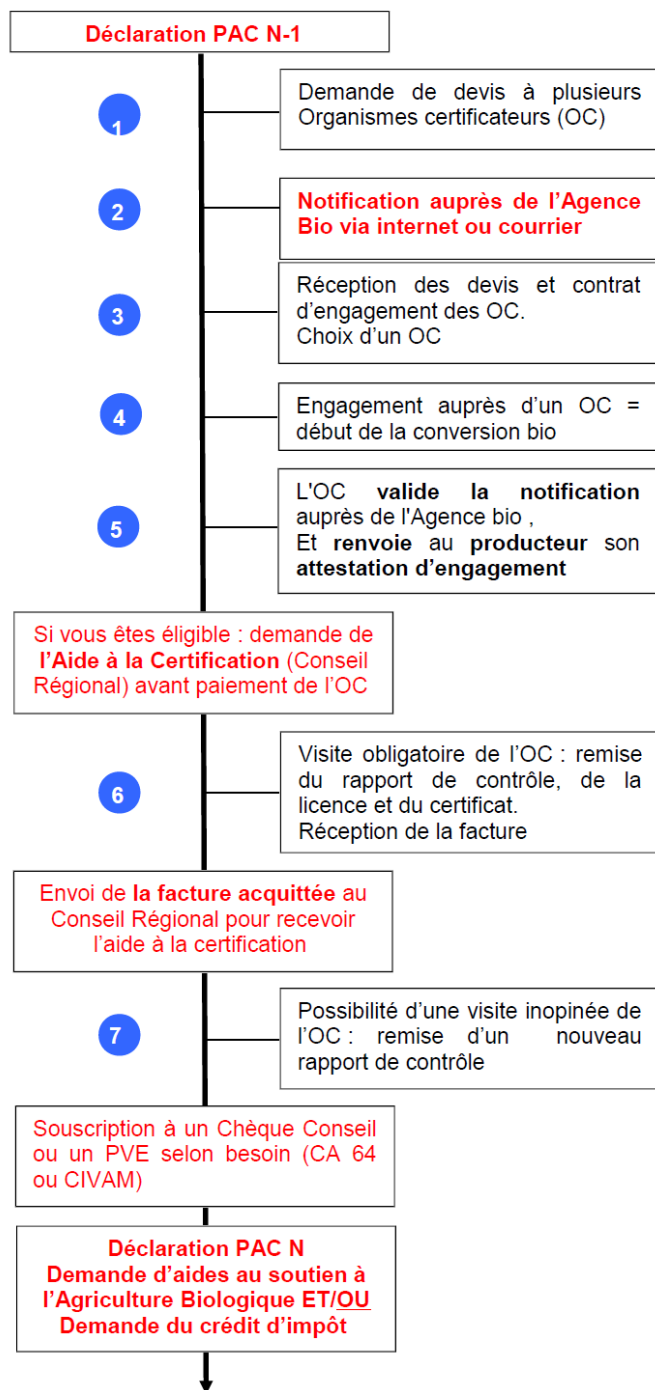 Déclaration PAC N-1
1
Demande de devis à plusieurs
Organismes certificateurs (OC)
2
Notification auprès de l'Agence
Bio via internet ou courrier
3
Réception des devis et contrat
d'engagement des OC.
Choix d'un OC
4
Engagement auprès d'un OC =
début de la conversion bio
5
L'OC valide la notification
auprès de l'Agence bio ,
Et renvoie au producteur son
attestation d'engagement
Si vous êtes éligible : demande de
l'Aide à la Certification (Conseil
Régional) avant paiement de l'OC
6
Visite obligatoire de l'OC : remise
du rapport de contrôle, de la
licence et du certificat.
Réception de la facture
Envoi de la facture acquittée au
Conseil Régional pour recevoir
l'aide à la certification
7
Possibilité d'une visite inopinée de
l'OC : remise d'un nouveau
rapport de contrôle
Souscription à un Chèque Conseil
ou un PVE selon besoin (CA 64
ou CIVAM)
Déclaration PAC N
Demande d'aides au soutien à
l'Agriculture Biologique ET/OU
Demande du crédit d'impôt